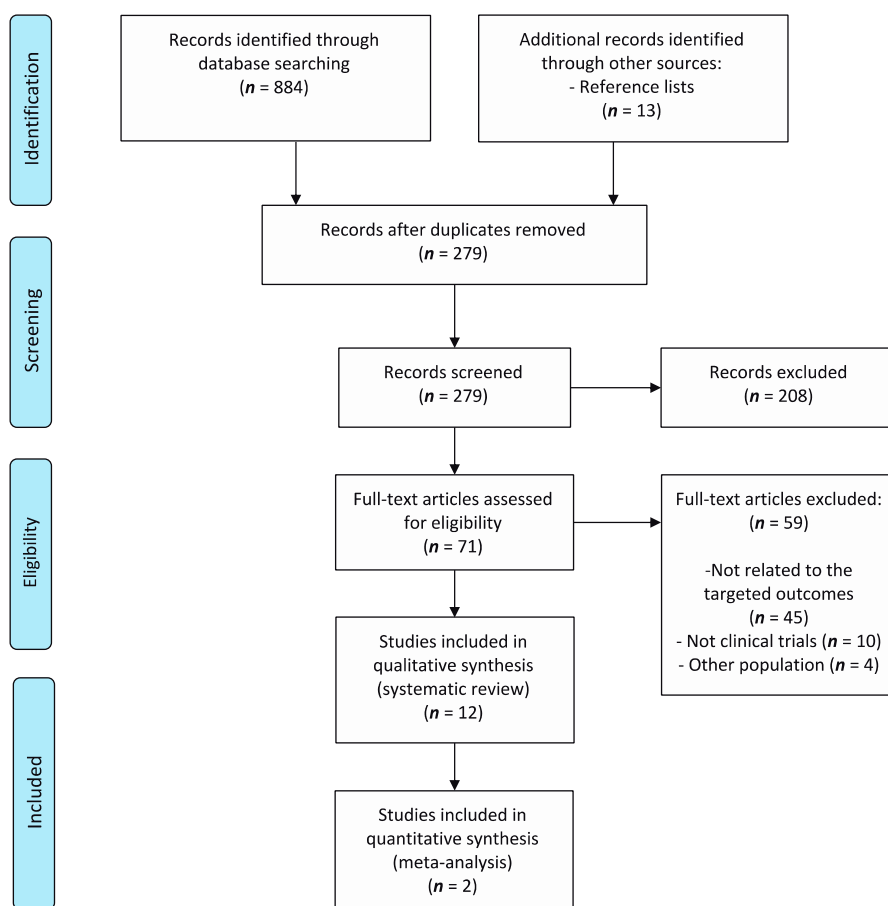 Identification
Records identified through
database searching
(n = 884)
Additional records identified
through other sources:
- Reference lists
(n = 13)
Records after duplicates removed
(n = 279)
Screening
Records screened
(n = 279)
Records excluded
(n = 208)
Eligibility
Full-text articles assessed
for eligibility
(n = 71)
Full-text articles excluded:
(n = 59)
-Not related to the
targeted outcomes
(n = 45)
- Not clinical trials (n = 10)
- Other population (n = 4)
Studies included in
qualitative synthesis
(systematic review)
(n = 12)
Included
Studies included in
quantitative synthesis
(meta-analysis)
(n = 2)